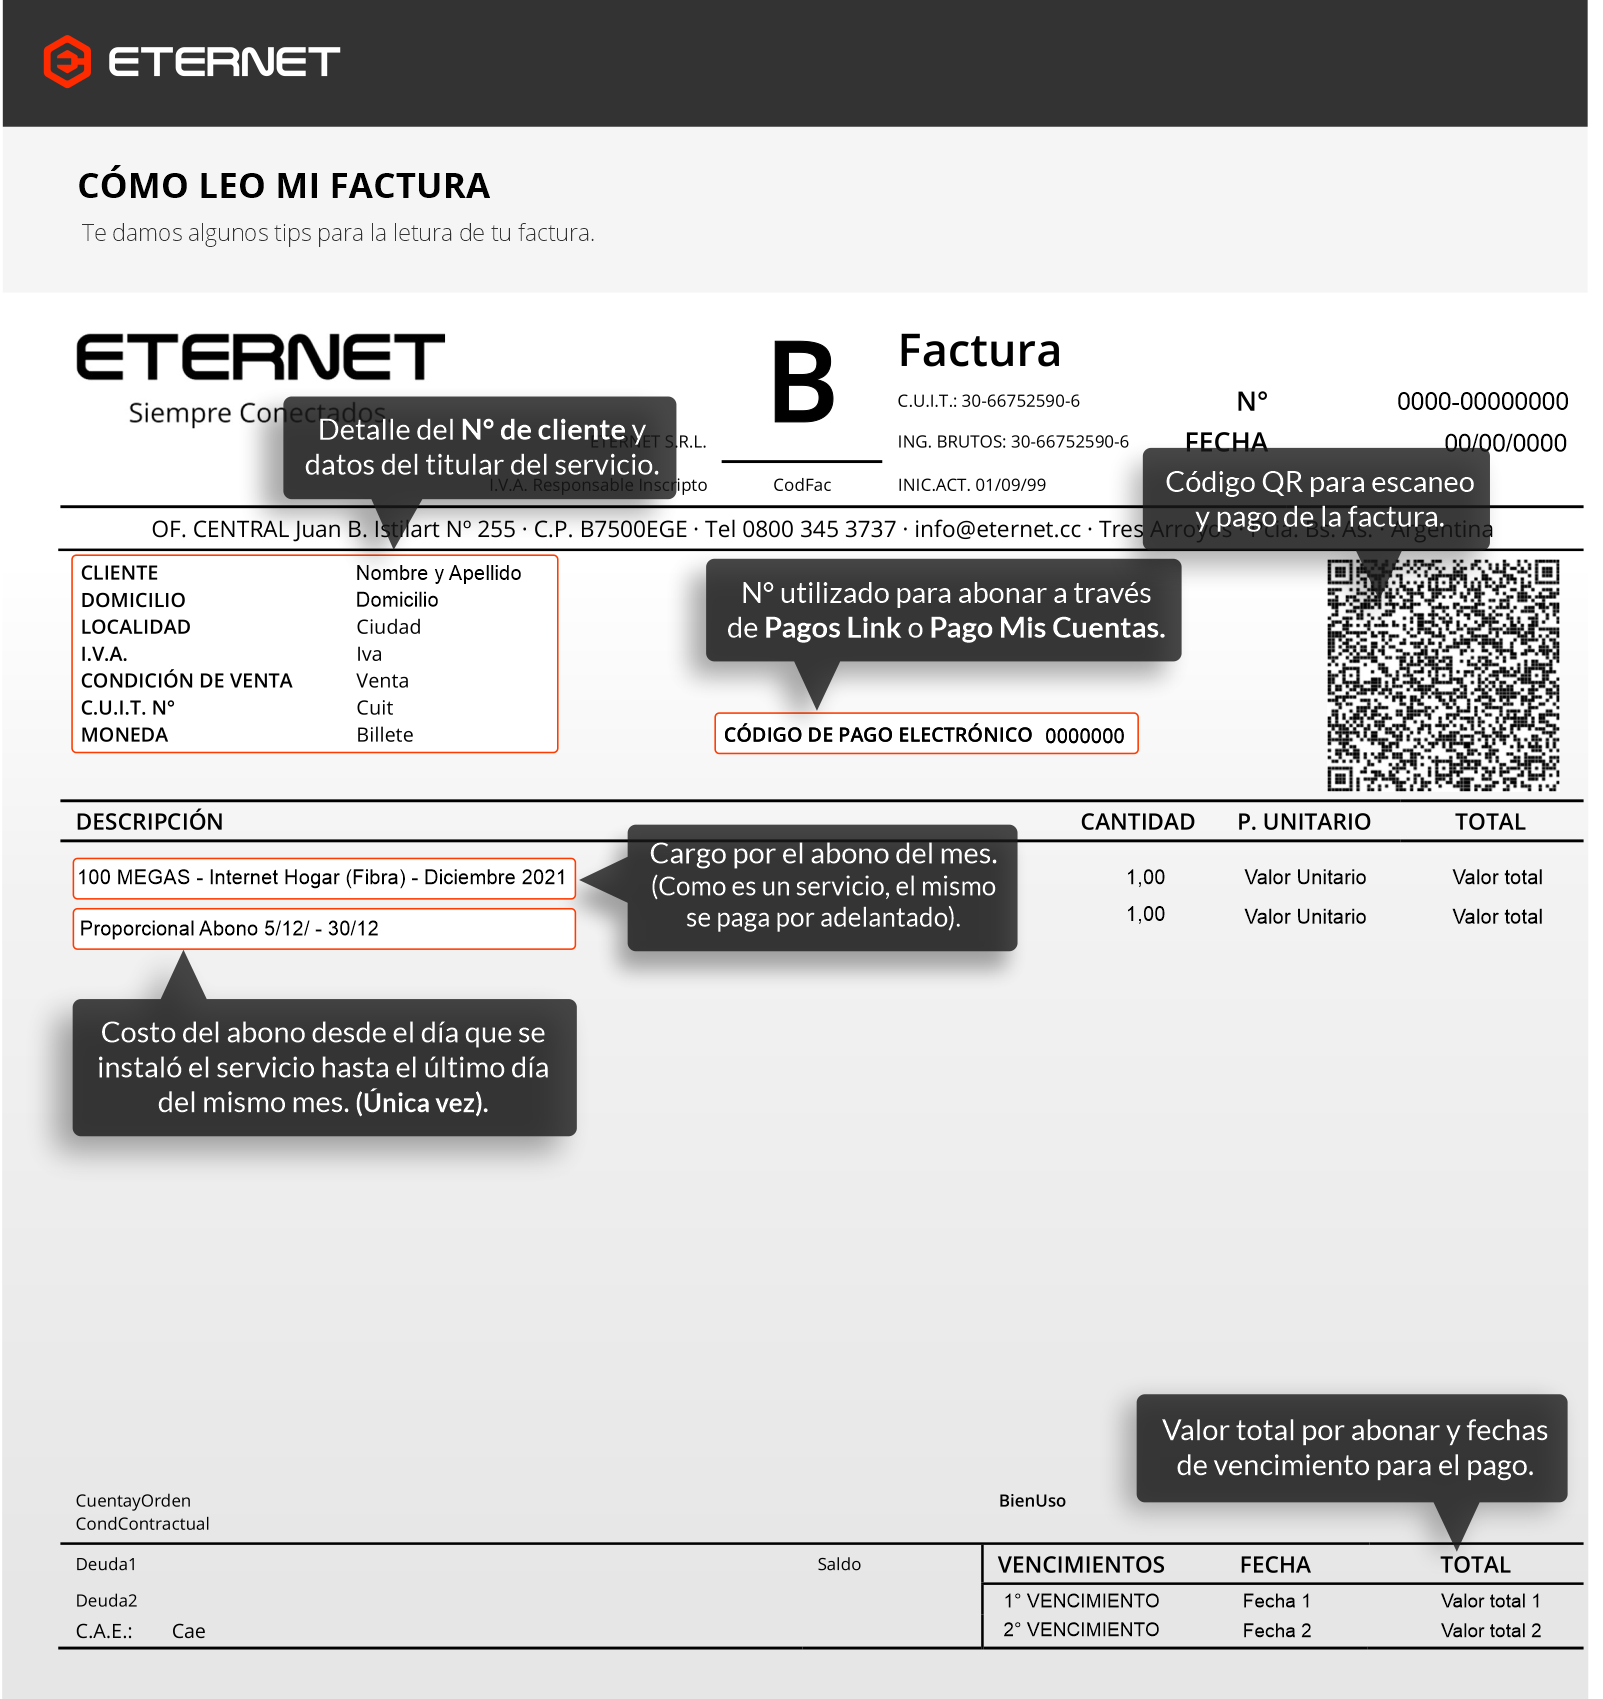 ETERNET
CÓMO LEO MI FACTURA
Te damos algunos tips para la letura de tu factura.
ETERNET
Siempre Conectados
Detalle del N° de cliente y
datos del titular del servicio.
ETERNET S.R.L.
I.V.A. Responsable Inscripto
B
CodFac
Factura
C.U.I.T.: 30-66752590-6
ING. BRUTOS: 30-66752590-6
INIC.ACT. 01/09/99
N° 0000-00000000
FECHA 00/00/0000
Código QR para escaneo
y pago de la factura.
OF. CENTRAL Juan B. Istilart Nº 255 · C.P. B7500EGE · Tel 0800 345 3737 · info@eternet.cc · Tres Arroyos · Pcia. Bs. As. · Argentina
CLIENTE Nombre y Apellido
DOMICILIO Domicilio
LOCALIDAD Ciudad
I.V.A. Iva
CONDICIÓN DE VENTA Venta
C.U.I.T. N° Cuit
MONEDA Billete
N° utilizado para abonar a través
de Pagos Link o Pago Mis Cuentas.
CÓDIGO DE PAGO ELECTRÓNICO 0000000
DESCRIPCIÓN CANTIDAD P. UNITARIO TOTAL
100 MEGAS - Internet Hogar (Fibra) - Diciembre 2021 1,00 Valor Unitario Valor total
Proporcional Abono 5/12/ - 30/12 1,00 Valor Unitario Valor total
Cargo por el abono del mes.
(Como es un servicio, el mismo
se paga por adelantado).
Costo del abono desde el día que se
instaló el servicio hasta el último día
del mismo mes. (Única vez).
Valor total por abonar y fechas
de vencimiento para el pago.
CuentayOrden
CondContractual
BienUso
Deuda1 Saldo
Deuda2
C.A.E.: Cae
VENCIMIENTOS FECHA TOTAL
1° VENCIMIENTO Fecha 1 Valor total 1
2° VENCIMIENTO Fecha 2 Valor total 2